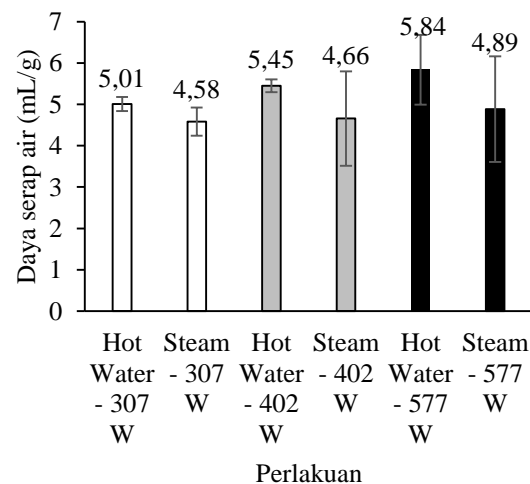 Daya serap air (mL/g)
7
6
5
4
3
2
1
0
5,01
4,58
5,45
4,66
5,84
4,89
Hot
Water
- 307
W
Steam
- 307
W
Hot
Water
- 402
W
Steam
- 402
W
Hot
Water
- 577
W
Steam
- 577
W
Perlakuan